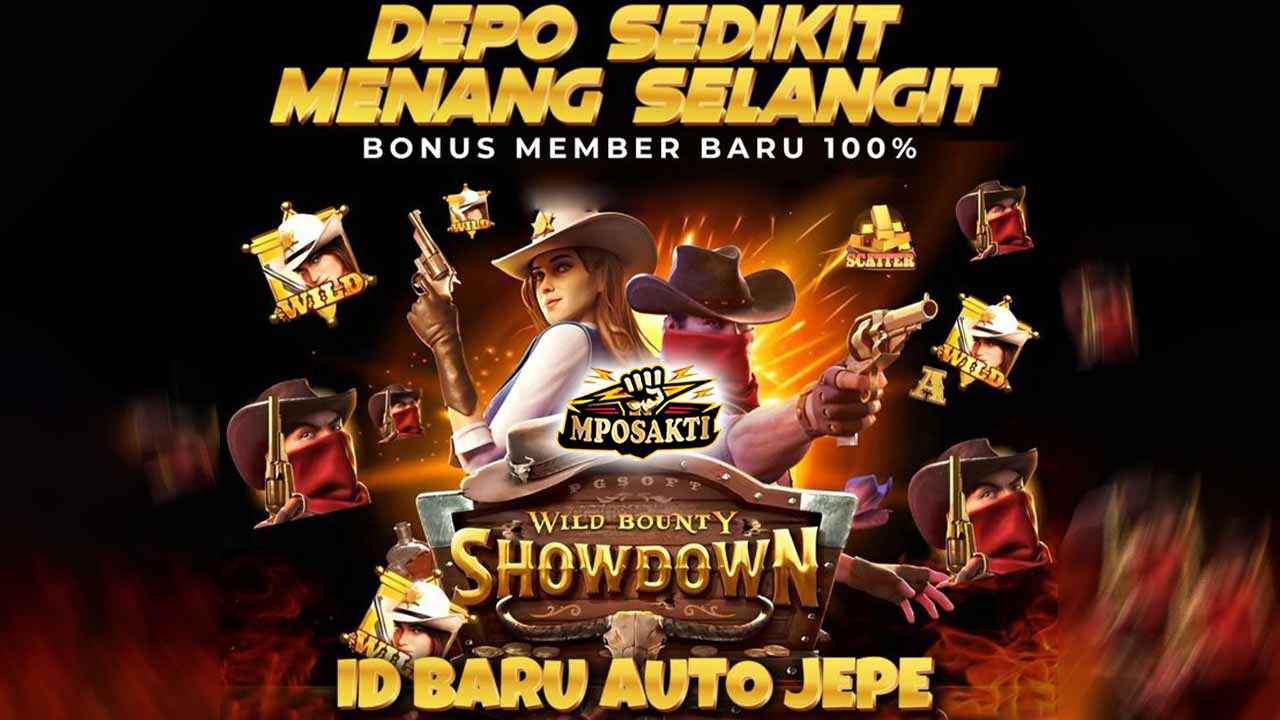 DEPO SEDIKIT
MENANG SELANGIT
BONUS MEMBER BARU 100%
WILD
WILD
SCATTER
WILD
A
MPOSAKTI
PGSOFT
WILD BOUNTY
SHOWDOWN
WILD
ID BARU AUTO JEPE